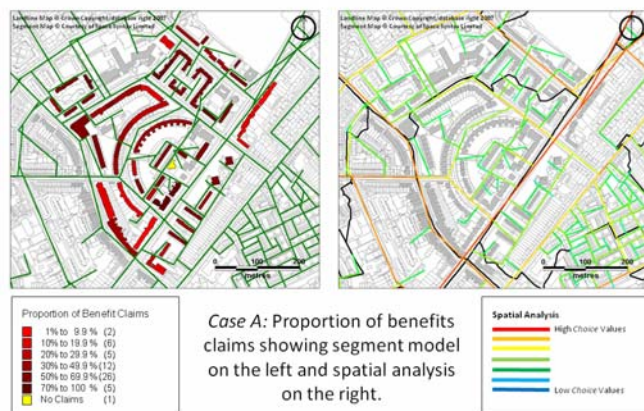 Landline Map © Crown Copyright, database right 2007
Segment Map © Courtesy of Space Syntax Limited
Landline Map © Crown Copyright, database right 2007
Segment Map © Courtesy of Space Syntax Limited
0 100 200
metres
0 100 200
metres
Proportion of Benefit Claims
1% to 9.9% (2)
10% to 19.9% (6)
20% to 29.9% (5)
30% to 49.9% (12)
50% to 69.9% (26)
70% to 100 % (5)
No Claims (1)
Case A: Proportion of benefits
claims showing segment model
on the left and spatial analysis
on the right.
Spatial Analysis
High Choice Values
Low Choice Values